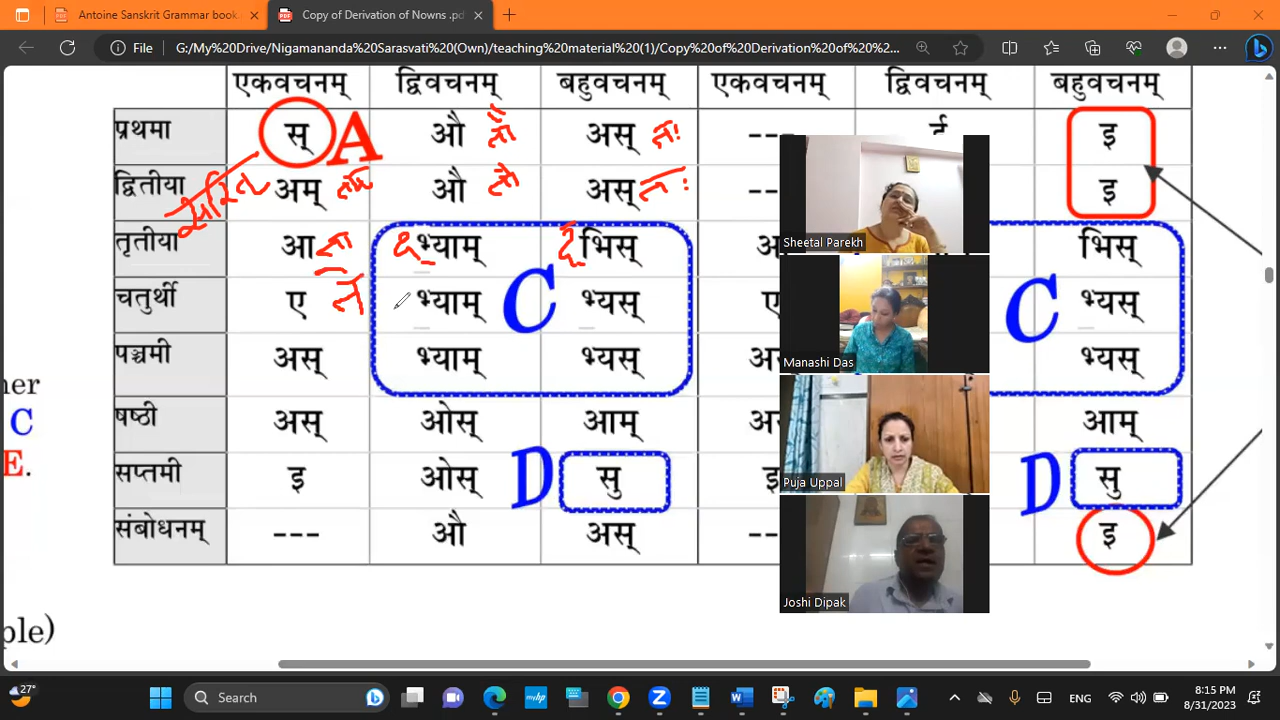 Antoine Sanskrit Grammar book.
Copy of Derivation of Nowns .pd
File G:/My%20Drive/Nigamananda%20Sarasvati%20(Own)/teaching%20material%20(1)/Copy%20of%20Derivation%20of%20%2...
एकवचनम् द्विवचनम् बहुवचनम् एकवचनम् द्विवचनम् बहुवचनम्
प्रथमा स् A औ अस् --- इ
द्वितीया अम् औ अस् -- इ
तृतीया आ भ्याम् भिस् भिस्
चतुर्थी ए भ्याम् C भ्यस् ए C भ्यस्
पञ्चमी अस् भ्याम् भ्यस् भ्यस्
षष्ठी अस् ओस् आम् आम्
सप्तमी इ ओस् D सु इ D सु
संबोधनम् --- औ अस् -- इ
ner
C
E.
ple)
Sheetal Parekh
Manashi Das
Puja Uppal
Joshi Dipak
27°
Search
ENG
8:15 PM
8/31/2023